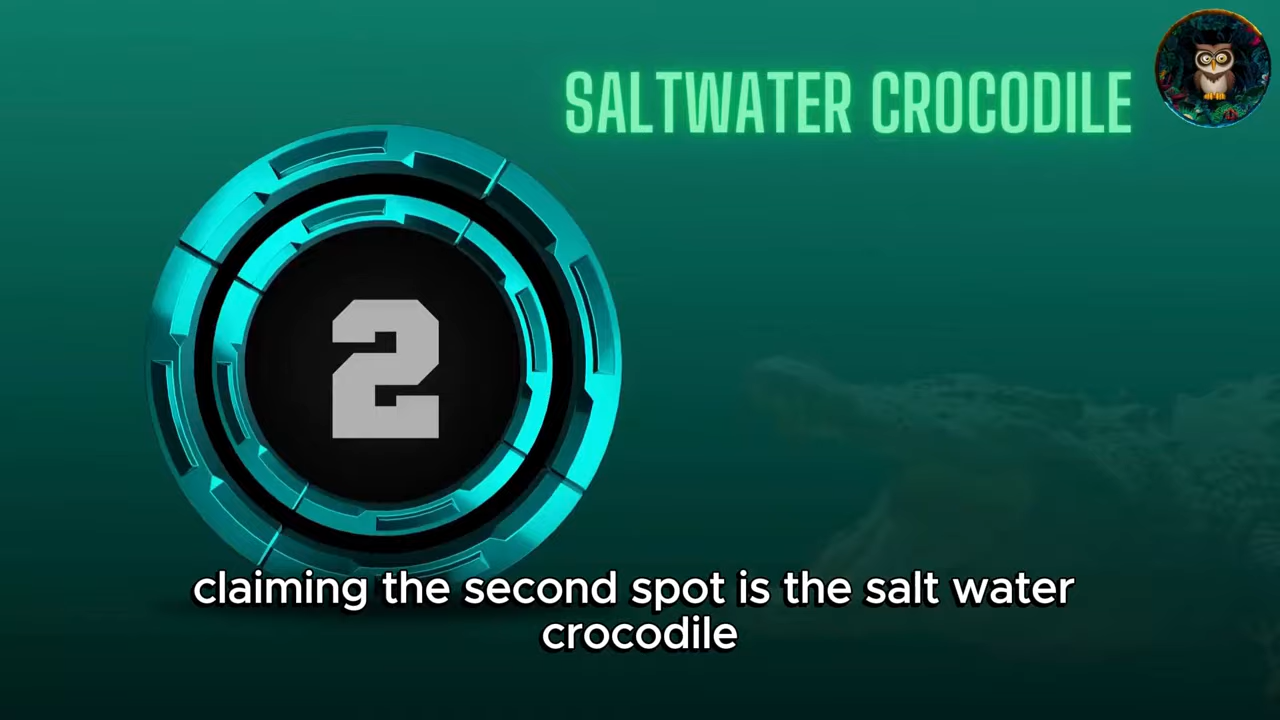 SALTWATER CROCODILE
2
claiming the second spot is the salt water
crocodile